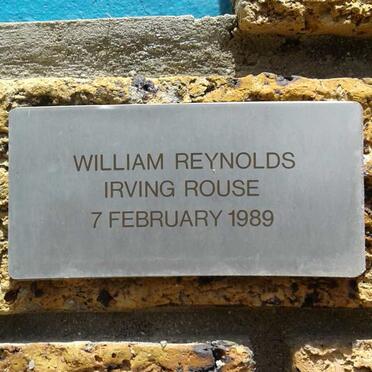 WILLIAM REYNOLDS
IRVING ROUSE
7 FEBRUARY 1989